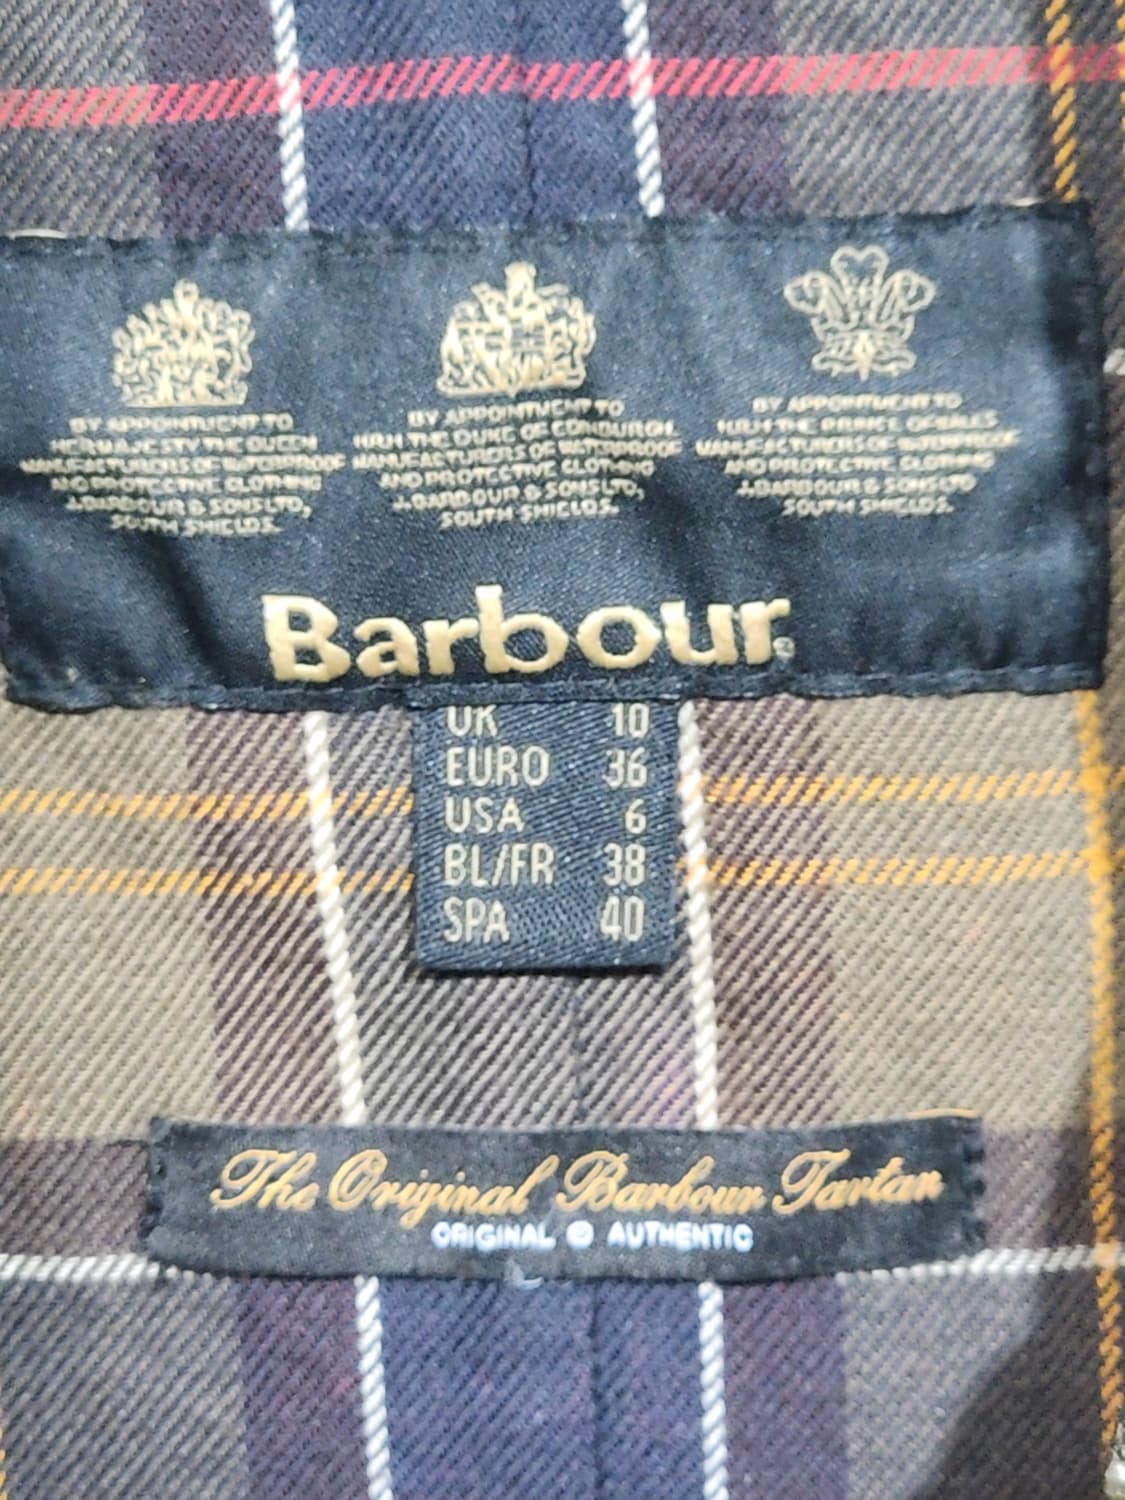 BY APPOINTMENT TO
HER MAJESTY THE QUEEN
MANUFACTURERS OF WATERPROOF
AND PROTECTIVE CLOTHING
J.BARBOUR & SONS LTD,
SOUTH SHIELDS.
BY APPOINTMENT TO
H.R.H. THE DUKE OF EDINBURGH
MANUFACTURERS OF WATERPROOF
AND PROTECTIVE CLOTHING
J.BARBOUR & SONS LTD,
SOUTH SHIELDS.
BY APPOINTMENT TO
H.R.H. THE PRINCE OF WALES
MANUFACTURERS OF WATERPROOF
AND PROTECTIVE CLOTHING
J.BARBOUR & SONS LTD
SOUTH SHIELDS.
Barbour®
UK 10
EURO 36
USA 6
BL/FR 38
SPA 40
The Original Barbour Tartan
ORIGINAL & AUTHENTIC